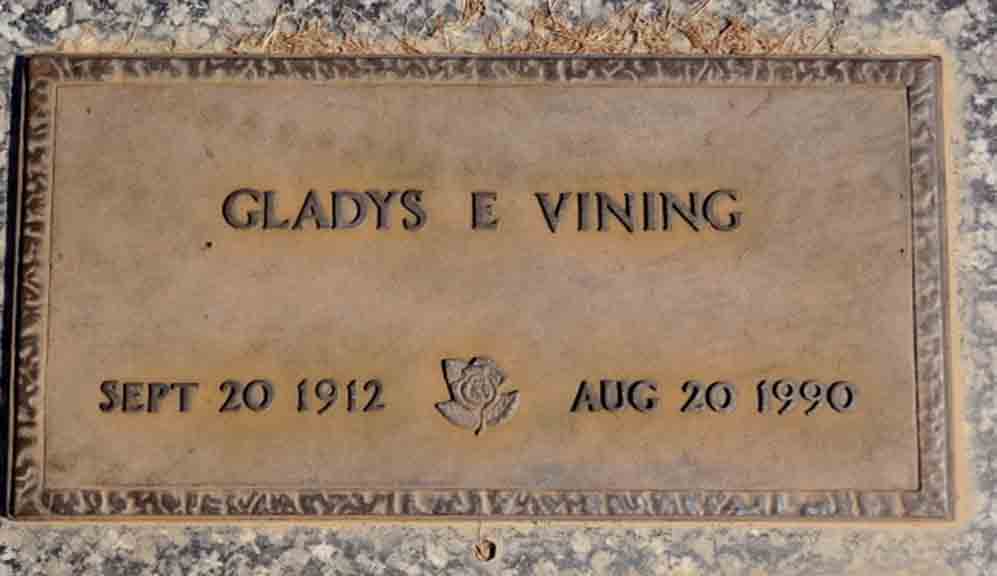 GLADYS E VINING
SEPT 20 1912 AUG 20 1990